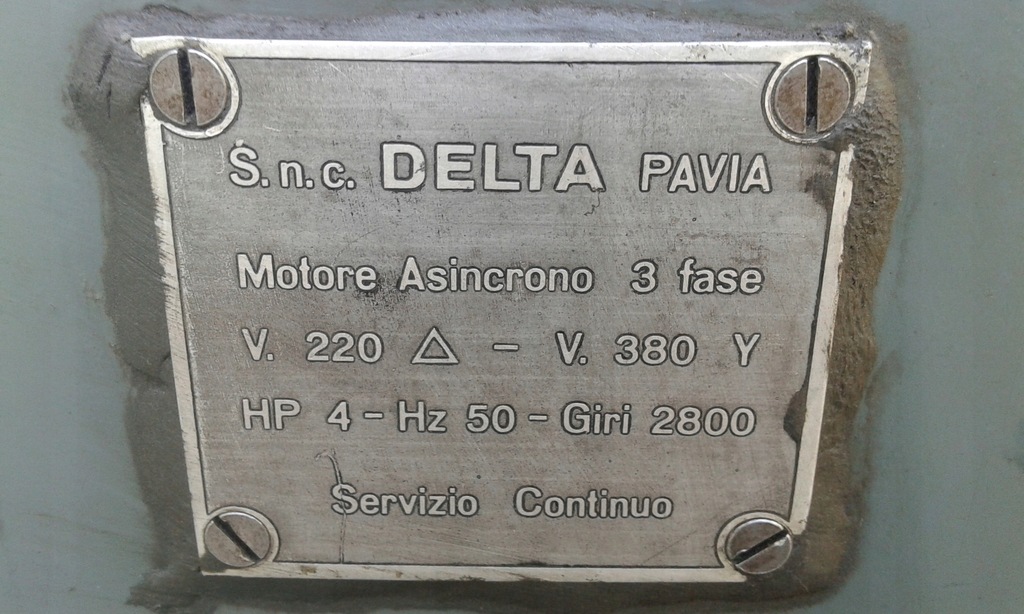 S.n.c. DELTA PAVIA
Motore Asincrono 3 fase
V. 220 △ - V. 380 Y
HP 4 - Hz 50 - Giri 2800
Servizio Continuo